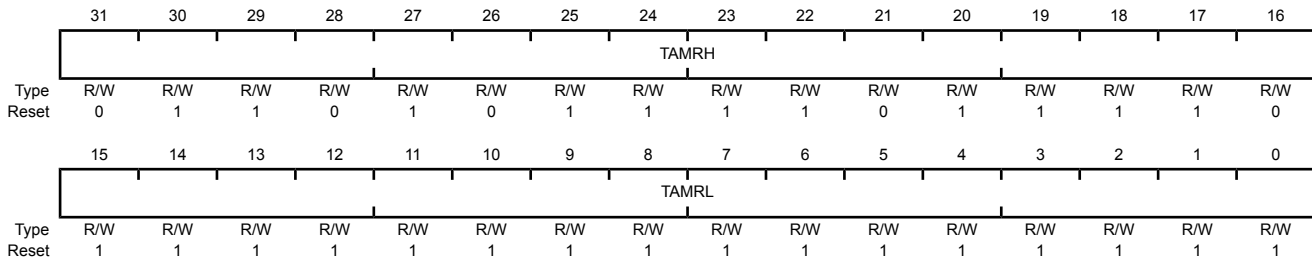 31 30 29 28 27 26 25 24 23 22 21 20 19 18 17 16
TAMRH
Type R/W R/W R/W R/W R/W R/W R/W R/W R/W R/W R/W R/W R/W R/W R/W R/W
Reset 0 1 1 0 1 0 1 1 1 1 0 1 1 1 1 0
15 14 13 12 11 10 9 8 7 6 5 4 3 2 1 0
TAMRL
Type R/W R/W R/W R/W R/W R/W R/W R/W R/W R/W R/W R/W R/W R/W R/W R/W
Reset 1 1 1 1 1 1 1 1 1 1 1 1 1 1 1 1